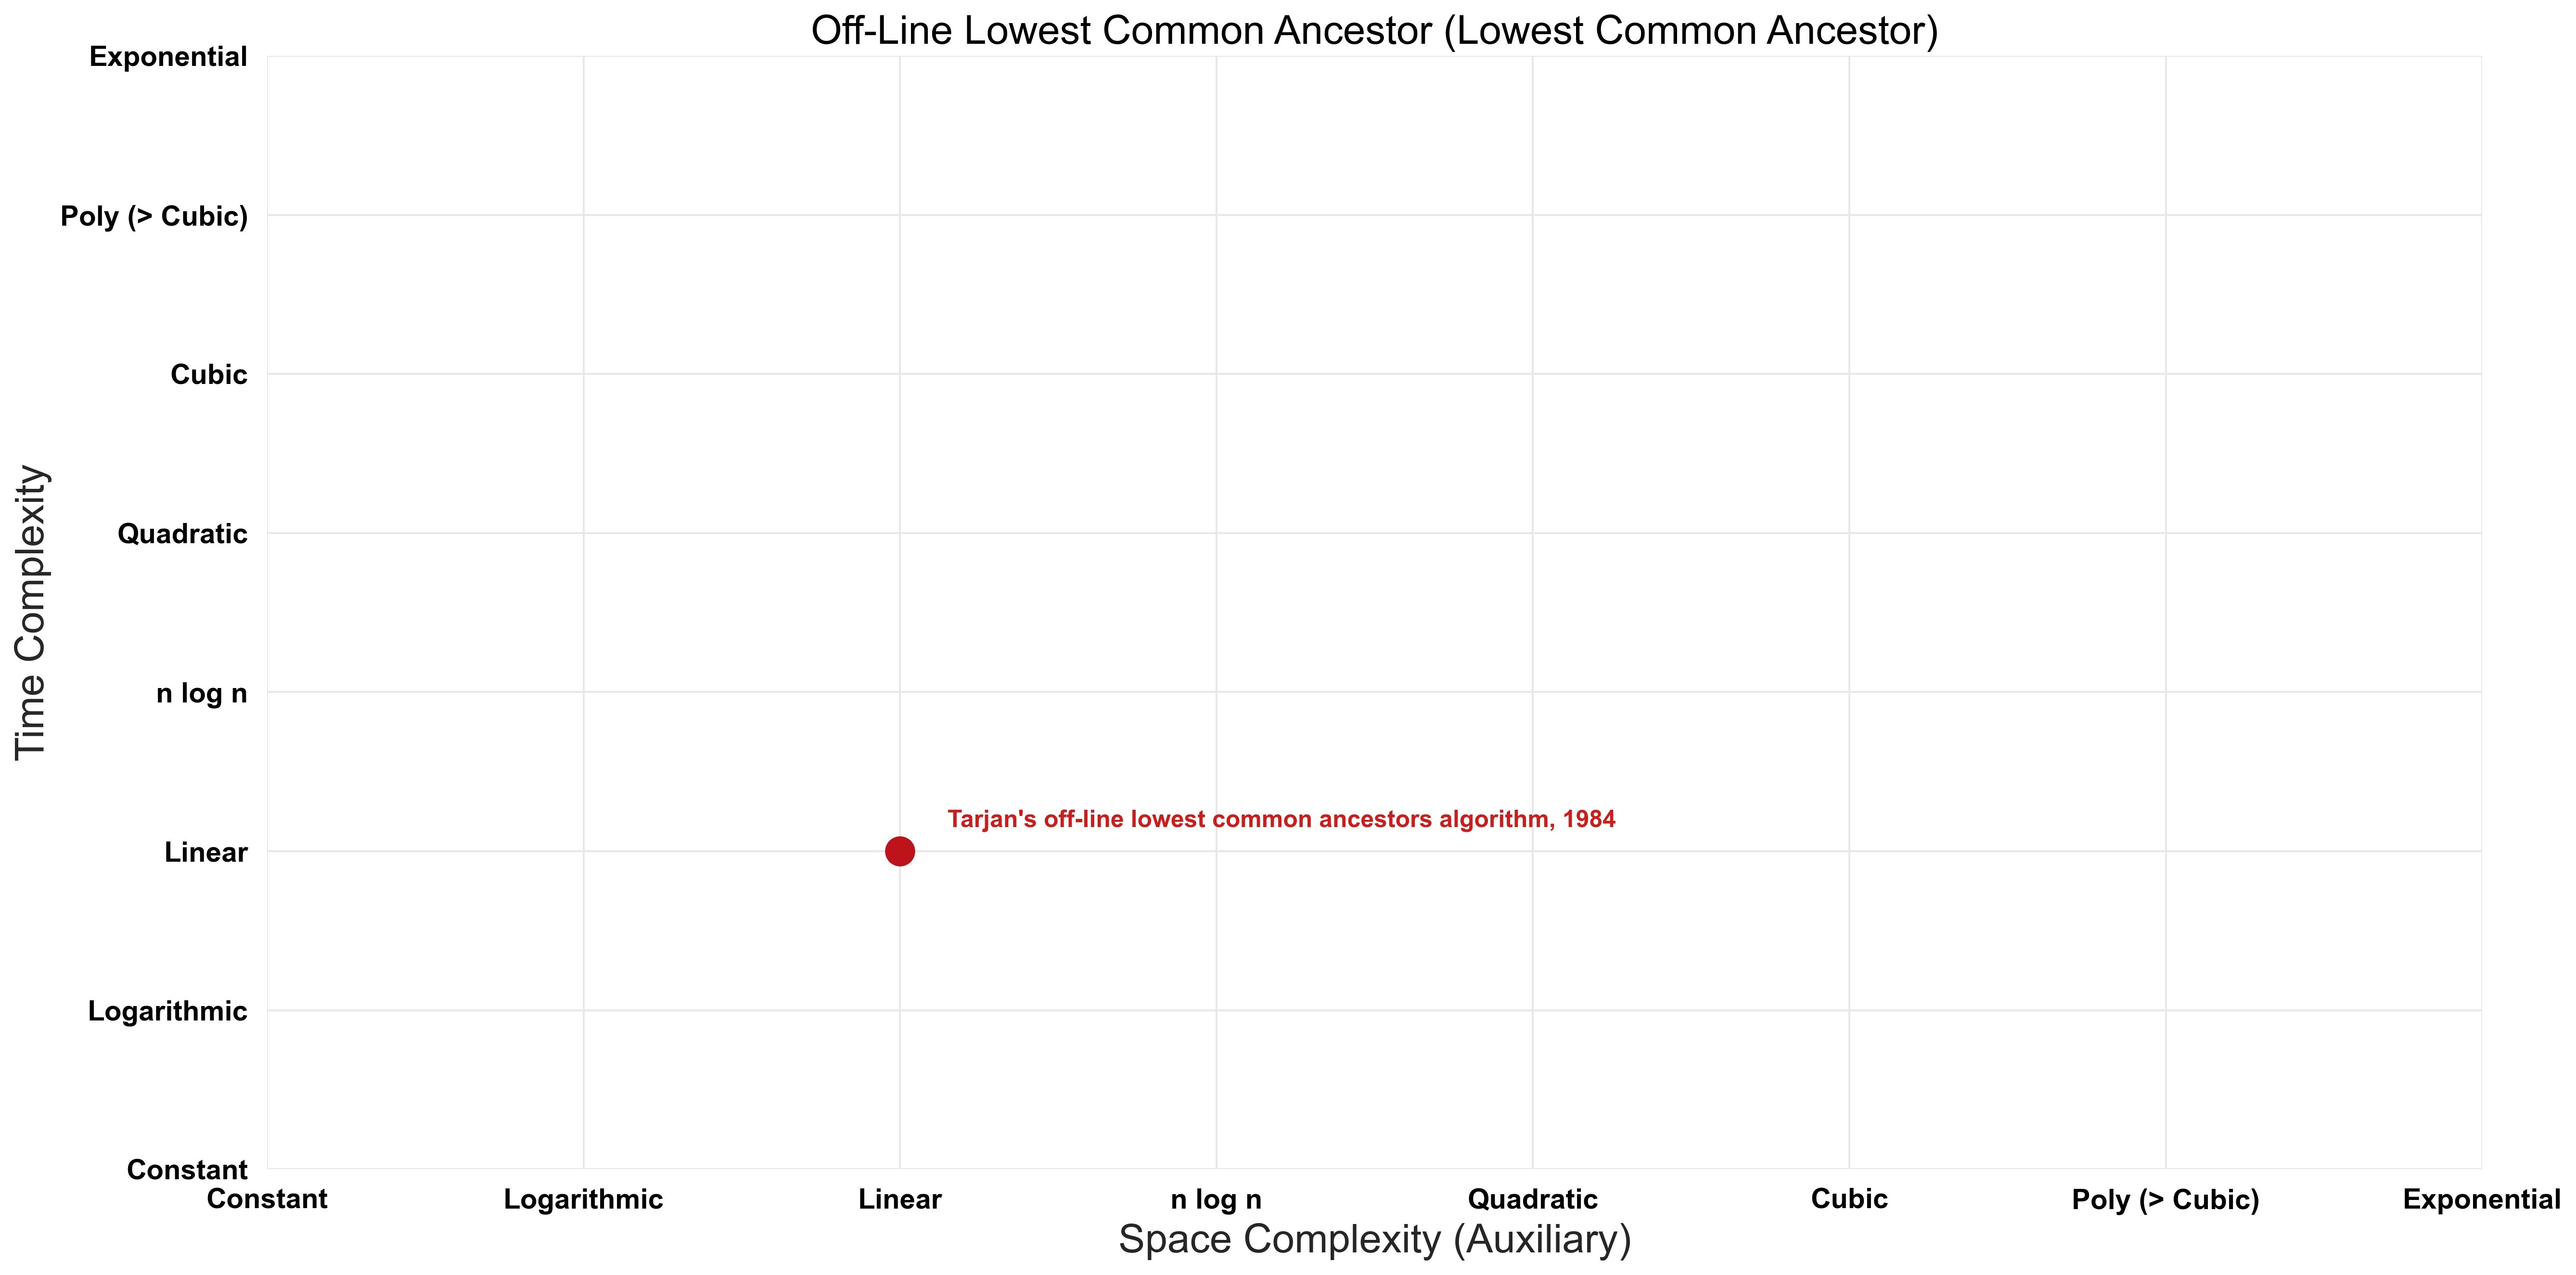 Off-Line Lowest Common Ancestor (Lowest Common Ancestor)
Exponential
Poly (> Cubic)
Cubic
Quadratic
n log n
Linear
Logarithmic
Constant
Time Complexity
Tarjan's off-line lowest common ancestors algorithm, 1984
Constant
Logarithmic
Linear
n log n
Quadratic
Cubic
Poly (> Cubic)
Exponential
Space Complexity (Auxiliary)